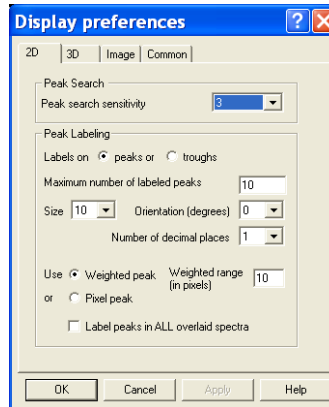 Display preferences ? X
2D 3D Image Common
Peak Search
Peak search sensitivity 3
Peak Labeling
Labels on peaks or troughs
Maximum number of labeled peaks 10
Size 10 Orientation (degrees) 0
Number of decimal places 1
Use Weighted peak Weighted range (in pixels) 10
or Pixel peak
Label peaks in ALL overlaid spectra
OK Cancel Apply Help